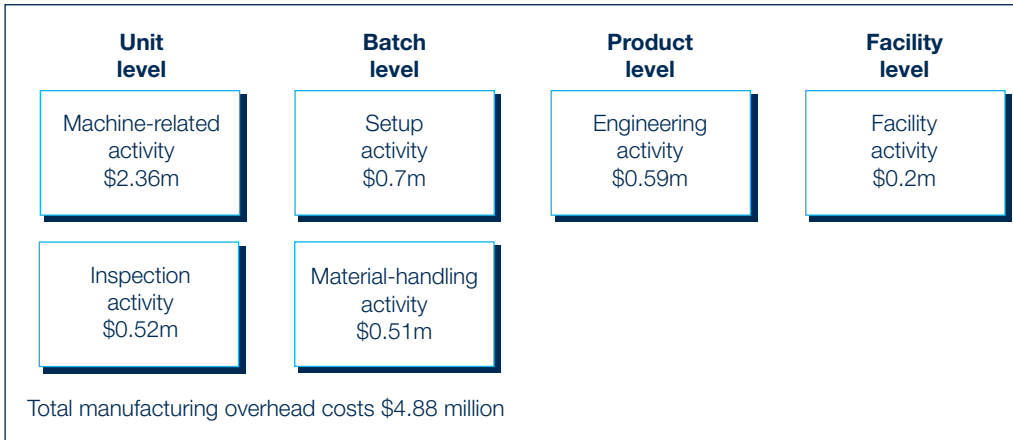 Unit
level
Batch
level
Product
level
Facility
level
Machine-related
activity
$2.36m
Setup
activity
$0.7m
Engineering
activity
$0.59m
Facility
activity
$0.2m
Inspection
activity
$0.52m
Material-handling
activity
$0.51m
Total manufacturing overhead costs $4.88 million